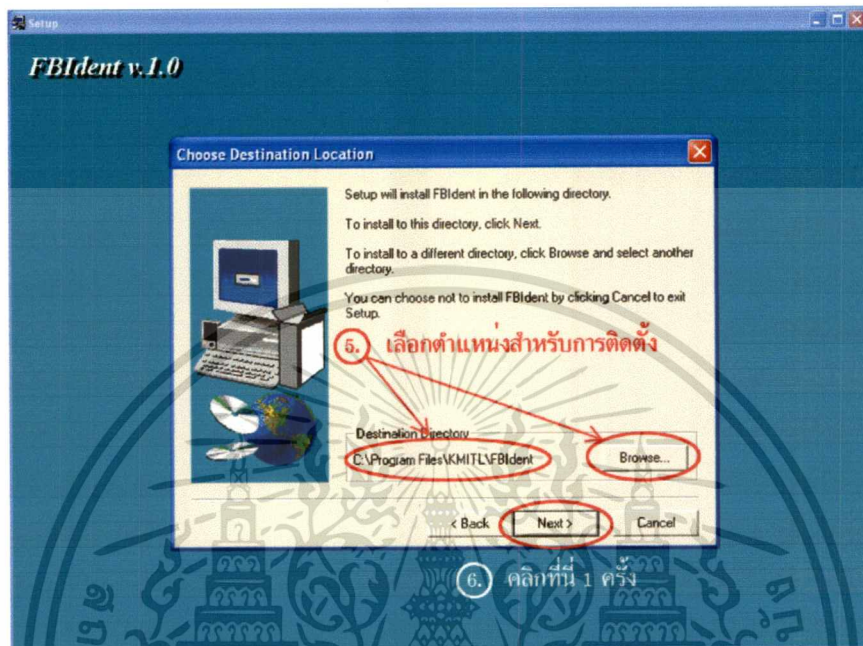 Setup
FBIdent v.1.0
Choose Destination Location
Setup will install FBIdent in the following directory.
To install to this directory, click Next.
To install to a different directory, click Browse and select another
directory.
You can choose not to install FBIdent by clicking Cancel to exit
Setup.
5. เลือกตำแหน่งสำหรับการติดตั้ง
Destination Directory
C:\Program Files\KMITL\FBIdent
Browse...
< Back Next > Cancel
6. คลิกที่นี่ 1 ครั้ง